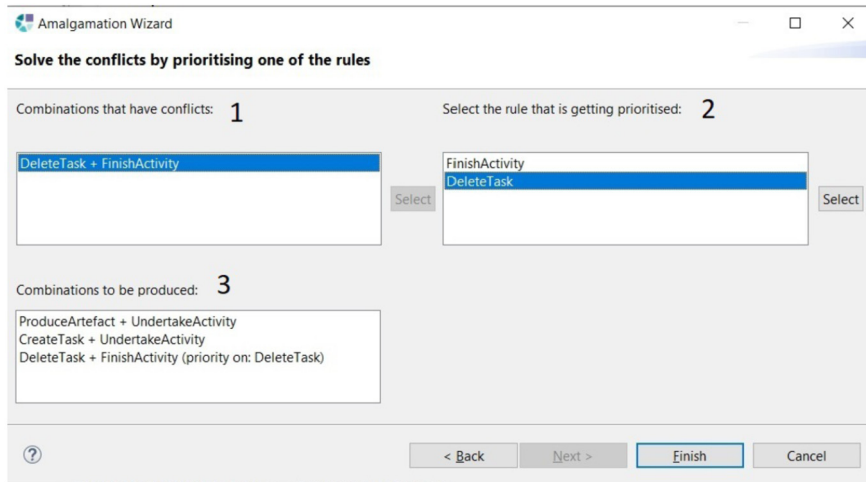 Amalgamation Wizard
Solve the conflicts by prioritising one of the rules
Combinations that have conflicts: 1
Select the rule that is getting prioritised: 2
DeleteTask + FinishActivity
Select
FinishActivity
DeleteTask
Select
Combinations to be produced: 3
ProduceArtefact + UndertakeActivity
CreateTask + UndertakeActivity
DeleteTask + FinishActivity (priority on: DeleteTask)
?
< Back
Next >
Finish
Cancel